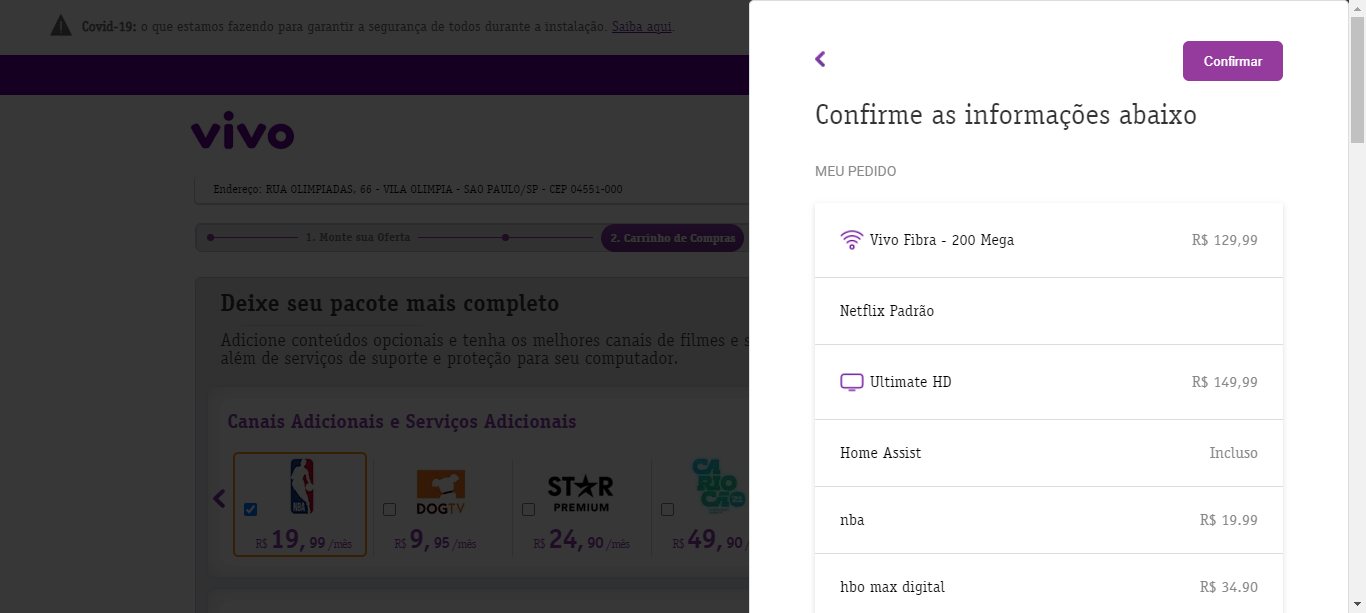 Covid-19: o que estamos fazendo para garantir a segurança de todos durante a instalação. Saiba aqui.
vivo
Endereço: RUA OLIMPIADAS, 66 - VILA OLIMPIA - SAO PAULO/SP - CEP 04551-000
1. Monte sua Oferta
2. Carrinho de Compras
Deixe seu pacote mais completo
Adicione conteúdos opcionais e tenha os melhores canais de filmes e s
além de serviços de suporte e proteção para seu computador.
Canais Adicionais e Serviços Adicionais
NBA
R$ 19,99 /mês
DOGTV
R$ 9,95 /mês
STAR
PREMIUM
R$ 24,90 /mês
CA
RIO
CAO
R$ 49,90 /
Confirmar
Confirme as informações abaixo
MEU PEDIDO
Vivo Fibra - 200 Mega R$ 129,99
Netflix Padrão
Ultimate HD R$ 149,99
Home Assist Incluso
nba R$ 19.99
hbo max digital R$ 34.90